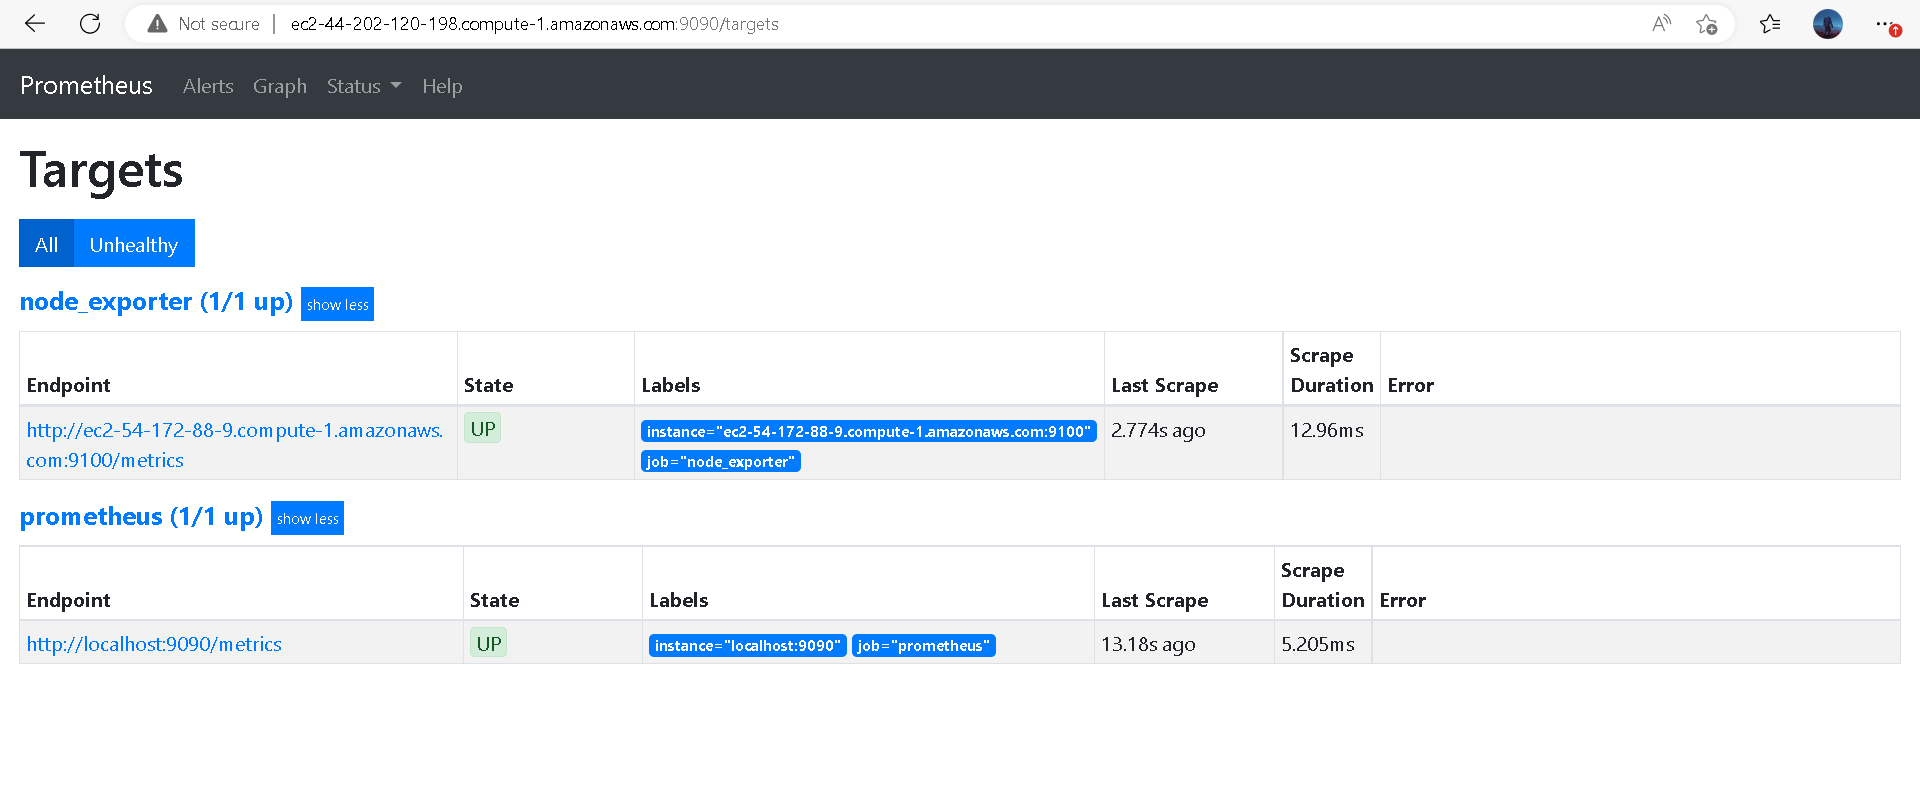 Not secure | ec2-44-202-120-198.compute-1.amazonaws.com:9090/targets
Prometheus Alerts Graph Status Help
Targets
All Unhealthy
node_exporter (1/1 up) show less
Endpoint State Labels Last Scrape Scrape Duration Error
http://ec2-54-172-88-9.compute-1.amazonaws. UP instance="ec2-54-172-88-9.compute-1.amazonaws.com:9100" 2.774s ago 12.96ms
com:9100/metrics job="node_exporter"
prometheus (1/1 up) show less
Endpoint State Labels Last Scrape Scrape Duration Error
http://localhost:9090/metrics UP instance="localhost:9090" job="prometheus" 13.18s ago 5.205ms